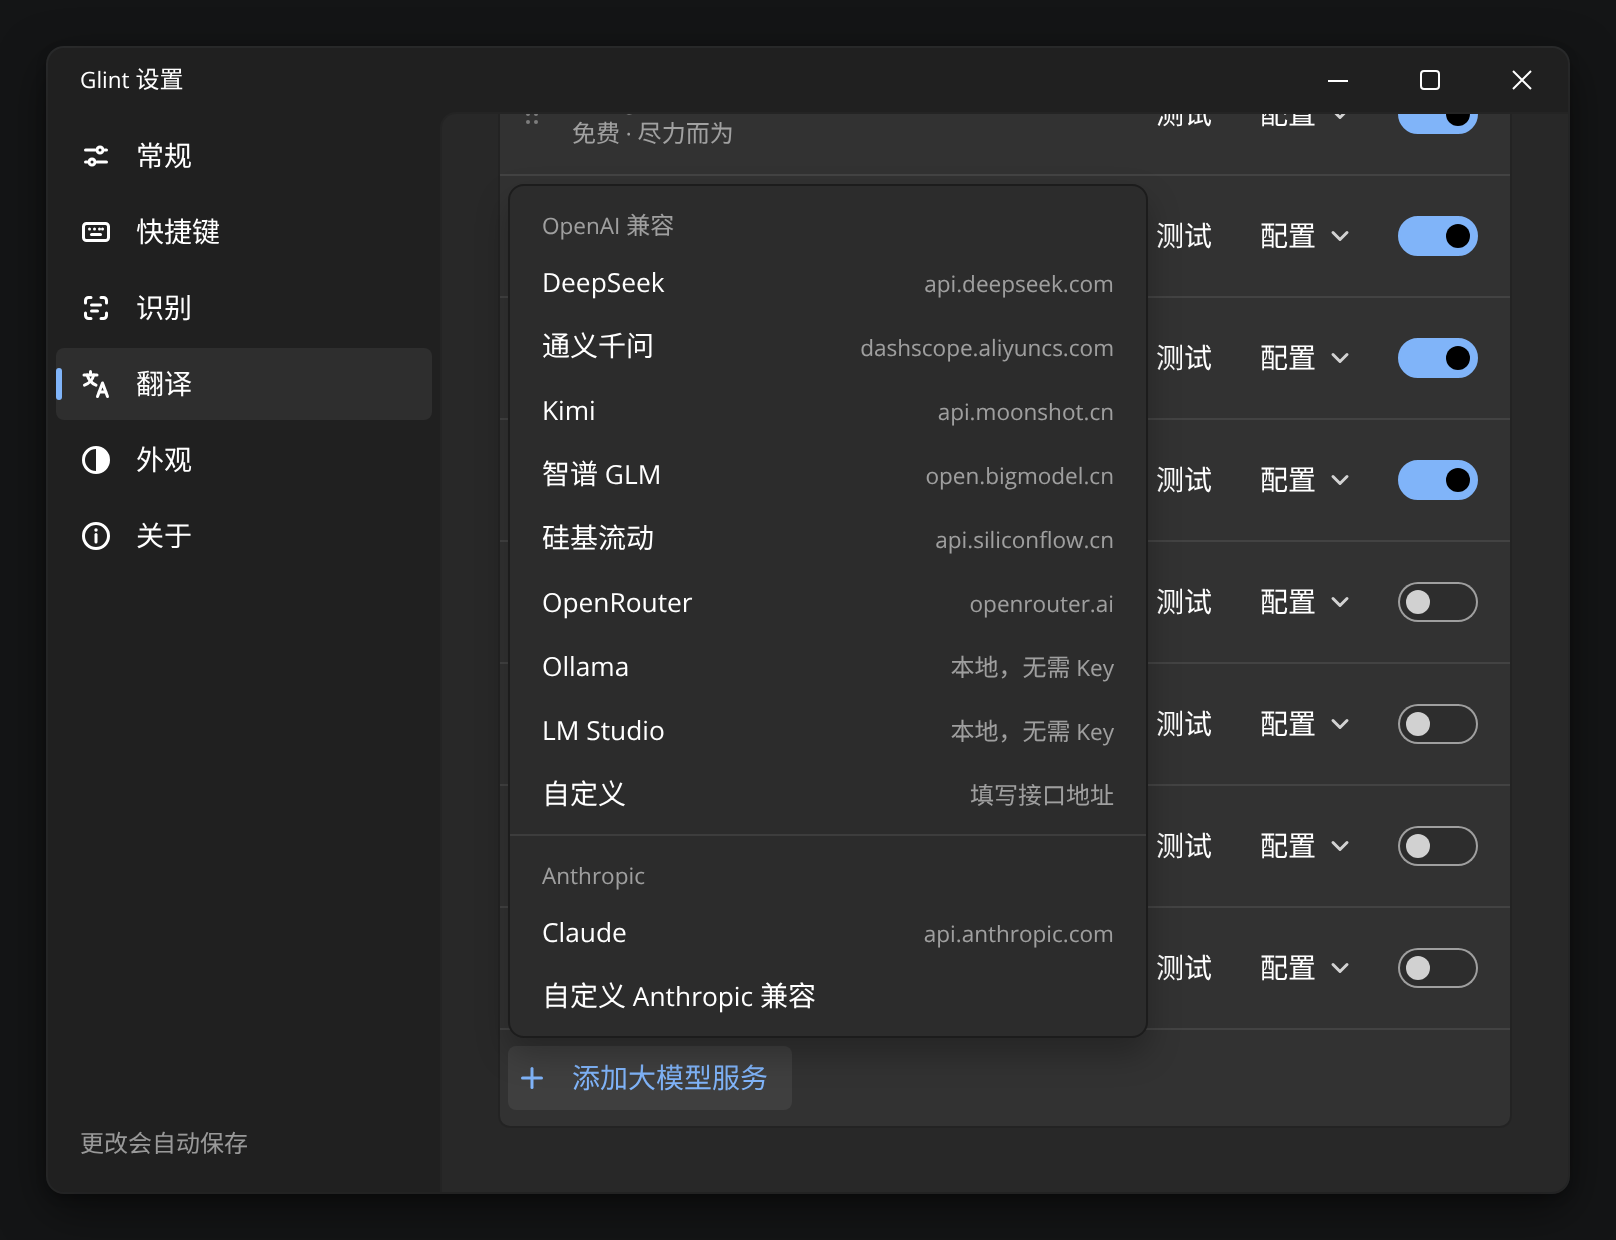 Glint 设置
常规
快捷键
识别
翻译
外观
关于
更改会自动保存
免费 · 尽力而为
测试 配置
OpenAI 兼容
测试 配置
DeepSeek api.deepseek.com
通义千问 dashscope.aliyuncs.com
测试 配置
Kimi api.moonshot.cn
智谱 GLM open.bigmodel.cn
测试 配置
硅基流动 api.siliconflow.cn
OpenRouter openrouter.ai
测试 配置
Ollama 本地，无需 Key
LM Studio 本地，无需 Key
测试 配置
自定义 填写接口地址
测试 配置
Anthropic
Claude api.anthropic.com
测试 配置
自定义 Anthropic 兼容
添加大模型服务